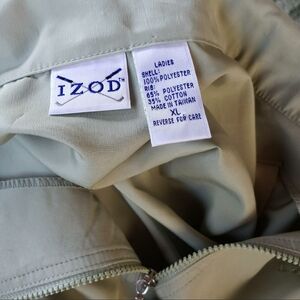 IZOD
LADIES
SHELL:
100% POLYESTER
RIB:
65% POLYESTER
35% COTTON
MADE IN TAIWAN
XL
REVERSE FOR CARE